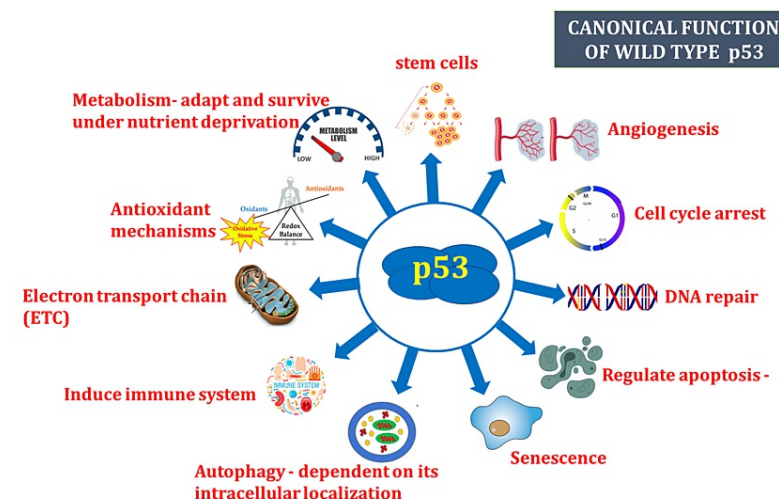 CANONICAL FUNCTION
OF WILD TYPE p53
stem cells
Metabolism- adapt and survive
under nutrient deprivation
METABOLISM
LEVEL
LOW
HIGH
Angiogenesis
Antioxidants
Oxidants
Oxidative
Stress
Redox
Balance
Antioxidant
mechanisms
M
G2
G1
S
Cell cycle arrest
p53
Electron transport chain
(ETC)
DNA repair
Induce immune system
IMMUNE SYSTEM
Regulate apoptosis -
Autophagy - dependent on its
intracellular localization
Senescence